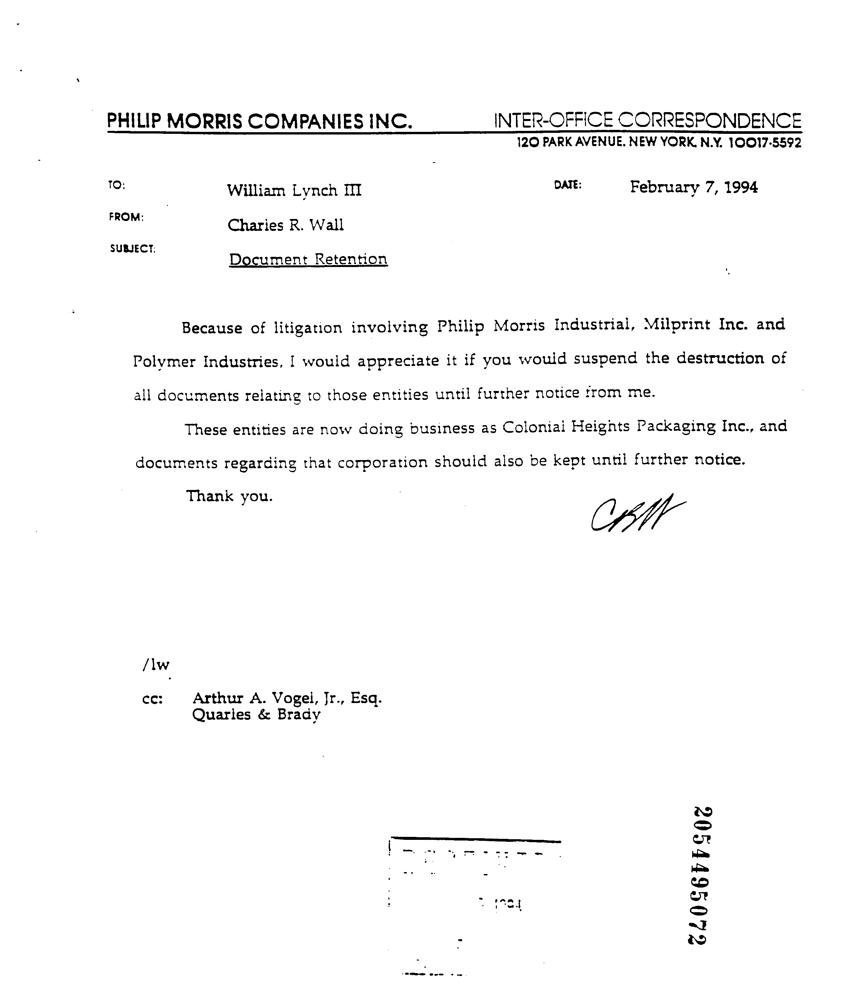 PHILIP MORRIS COMPANIES INC. INTER-OFFICE CORRESPONDENCE
120 PARK AVENUE, NEW YORK, N.Y. 10017-5592
TO: William Lynch III DATE: February 7, 1994
FROM: Charles R. Wall
SUBJECT: Document Retention
Because of litigation involving Philip Morris Industrial, Milprint Inc. and
Polymer Industries, I would appreciate it if you would suspend the destruction of
all documents relating to those entities until further notice from me.
These entities are now doing business as Colonial Heights Packaging Inc., and
documents regarding that corporation should also be kept until further notice.
Thank you.
CRW
/lw
cc: Arthur A. Vogel, Jr., Esq.
Quarles & Brady
2054495072